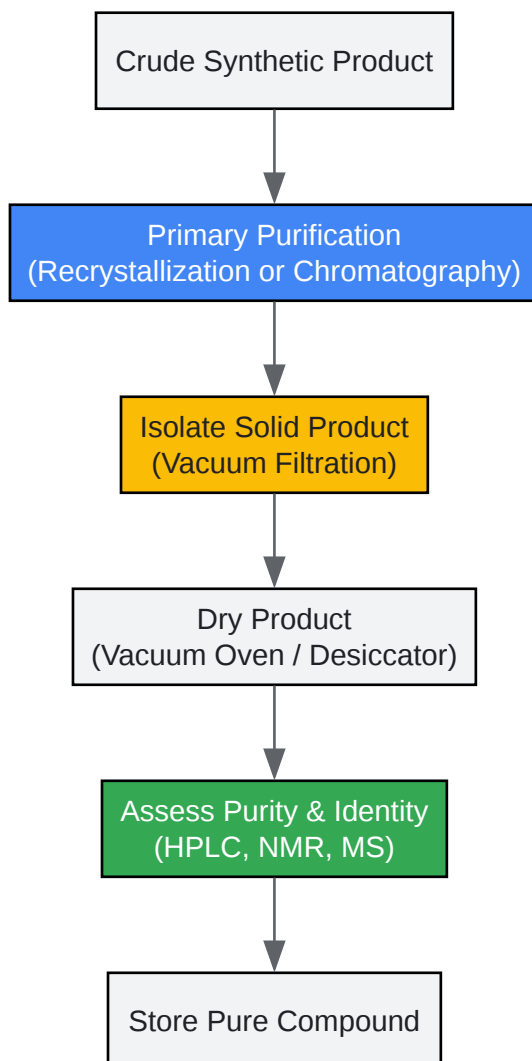 Crude Synthetic Product
Primary Purification
(Recrystallization or Chromatography)
Isolate Solid Product
(Vacuum Filtration)
Dry Product
(Vacuum Oven / Desiccator)
Assess Purity & Identity
(HPLC, NMR, MS)
Store Pure Compound